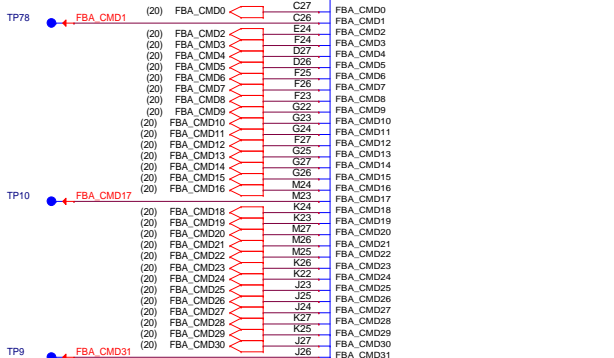 (20) FBA_CMD0 C27 FBA_CMD0
TP78 FBA_CMD1 C26 FBA_CMD1
(20) FBA_CMD2 E24 FBA_CMD2
(20) FBA_CMD3 F24 FBA_CMD3
(20) FBA_CMD4 D27 FBA_CMD4
(20) FBA_CMD5 D26 FBA_CMD5
(20) FBA_CMD6 F25 FBA_CMD6
(20) FBA_CMD7 F26 FBA_CMD7
(20) FBA_CMD8 F23 FBA_CMD8
(20) FBA_CMD9 G22 FBA_CMD9
(20) FBA_CMD10 G23 FBA_CMD10
(20) FBA_CMD11 G24 FBA_CMD11
(20) FBA_CMD12 F27 FBA_CMD12
(20) FBA_CMD13 G25 FBA_CMD13
(20) FBA_CMD14 G27 FBA_CMD14
(20) FBA_CMD15 G26 FBA_CMD15
(20) FBA_CMD16 M24 FBA_CMD16
TP10 FBA_CMD17 M23 FBA_CMD17
(20) FBA_CMD18 K24 FBA_CMD18
(20) FBA_CMD19 K23 FBA_CMD19
(20) FBA_CMD20 M27 FBA_CMD20
(20) FBA_CMD21 M26 FBA_CMD21
(20) FBA_CMD22 M25 FBA_CMD22
(20) FBA_CMD23 K26 FBA_CMD23
(20) FBA_CMD24 K22 FBA_CMD24
(20) FBA_CMD25 J23 FBA_CMD25
(20) FBA_CMD26 J25 FBA_CMD26
(20) FBA_CMD27 J24 FBA_CMD27
(20) FBA_CMD28 K27 FBA_CMD28
(20) FBA_CMD29 K25 FBA_CMD29
(20) FBA_CMD30 J27 FBA_CMD30
TP9 FBA_CMD31 J26 FBA_CMD31